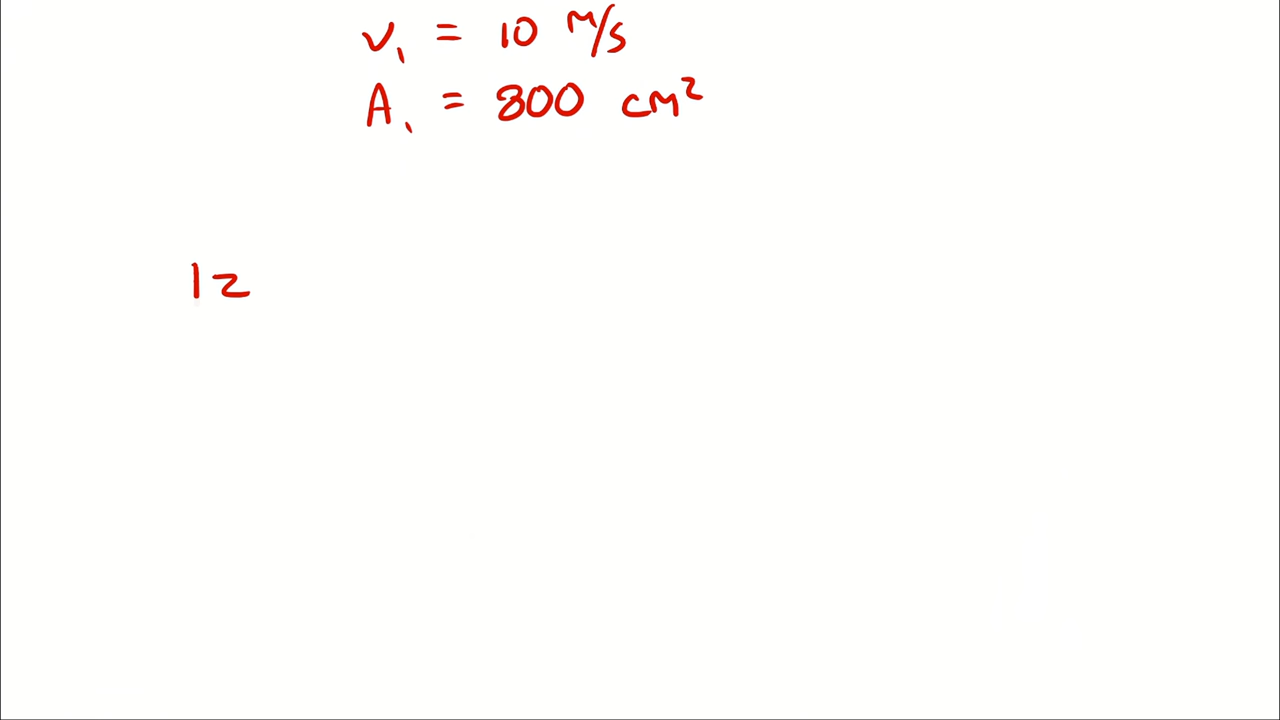 v₁ = 10 m/s
A₁ = 800 cm²
12